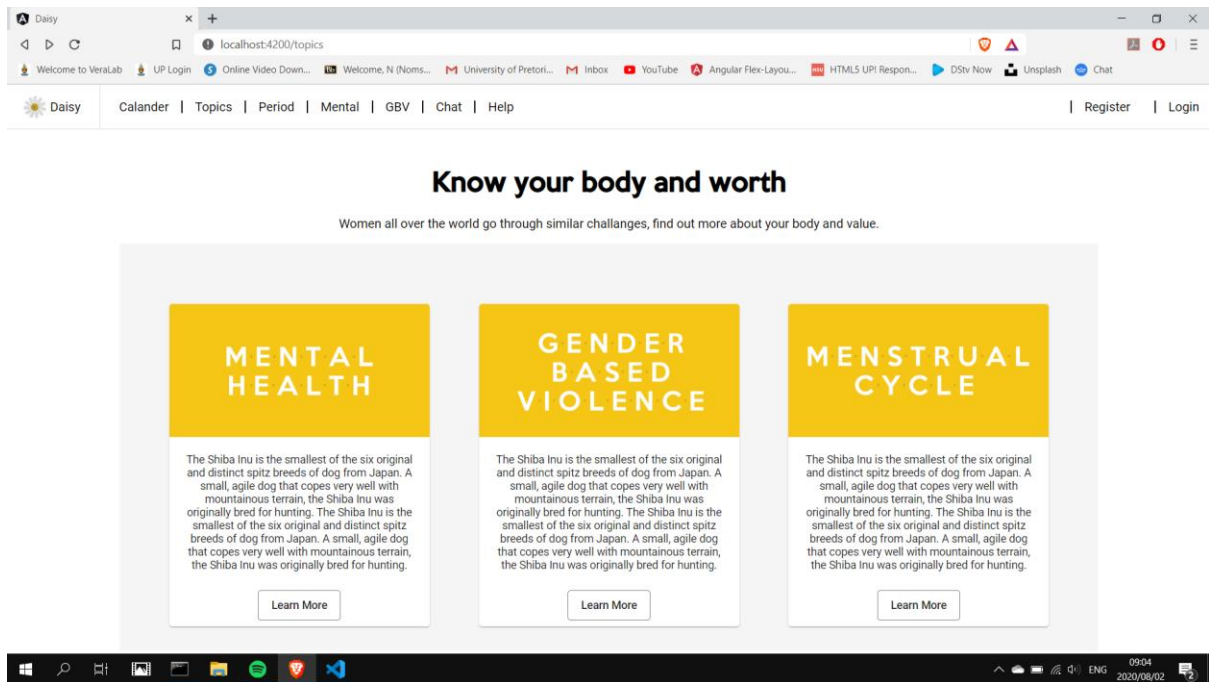 Daisy
localhost:4200/topics
Welcome to VeraLab UP Login Online Video Down... Welcome, N (Noms... University of Pretori... Inbox YouTube Angular Flex-Layou... HTML5 UP! Respon... DStv Now Unsplash Chat
Daisy Calander | Topics | Period | Mental | GBV | Chat | Help | Register | Login
Know your body and worth
Women all over the world go through similar challanges, find out more about your body and value.
MENTAL
HEALTH
The Shiba Inu is the smallest of the six original
and distinct spitz breeds of dog from Japan. A
small, agile dog that copes very well with
mountainous terrain, the Shiba Inu was
originally bred for hunting. The Shiba Inu is the
smallest of the six original and distinct spitz
breeds of dog from Japan. A small, agile dog
that copes very well with mountainous terrain,
the Shiba Inu was originally bred for hunting.
Learn More
GENDER
BASED
VIOLENCE
The Shiba Inu is the smallest of the six original
and distinct spitz breeds of dog from Japan. A
small, agile dog that copes very well with
mountainous terrain, the Shiba Inu was
originally bred for hunting. The Shiba Inu is the
smallest of the six original and distinct spitz
breeds of dog from Japan. A small, agile dog
that copes very well with mountainous terrain,
the Shiba Inu was originally bred for hunting.
Learn More
MENSTRUAL
CYCLE
The Shiba Inu is the smallest of the six original
and distinct spitz breeds of dog from Japan. A
small, agile dog that copes very well with
mountainous terrain, the Shiba Inu was
originally bred for hunting. The Shiba Inu is the
smallest of the six original and distinct spitz
breeds of dog from Japan. A small, agile dog
that copes very well with mountainous terrain,
the Shiba Inu was originally bred for hunting.
Learn More
ENG
09:04
2020/08/02